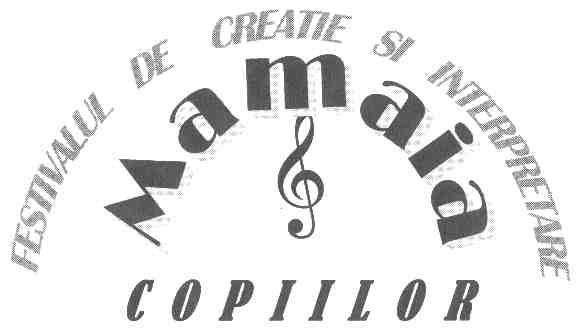 FESTIVALUL DE CREATIE SI INTERPRETARE
Mamaia
COPIILOR